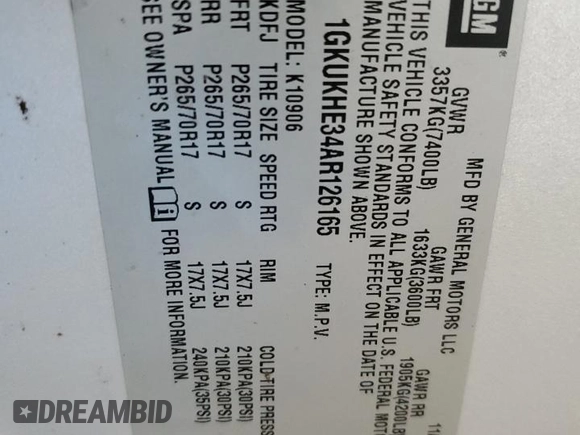 GM®
MFD BY GENERAL MOTORS LLC
GVWR GAWR FRT GAWR RR
3357KG(7400LB) 1633KG(3600LB) 1905KG(4200LB
THIS VEHICLE CONFORMS TO ALL APPLICABLE U.S. FEDERAL MOTOR
VEHICLE SAFETY STANDARDS IN EFFECT ON THE DATE OF
MANUFACTURE SHOWN ABOVE.
1GKUKHE34AR126165 TYPE: M.P.V.
MODEL: K10906
KDFJ TIRE SIZE SPEED RTG RIM COLD TIRE PRESS
FRT P265/70R17 S 17X7.5J 210KPA(30PSI)
RR P265/70R17 S 17X7.5J 210KPA(30PSI)
SPA P265/70R17 S 17X7.5J 240KPA(35PSI)
SEE OWNER'S MANUAL FOR MORE INFORMATION.
DREAMBID